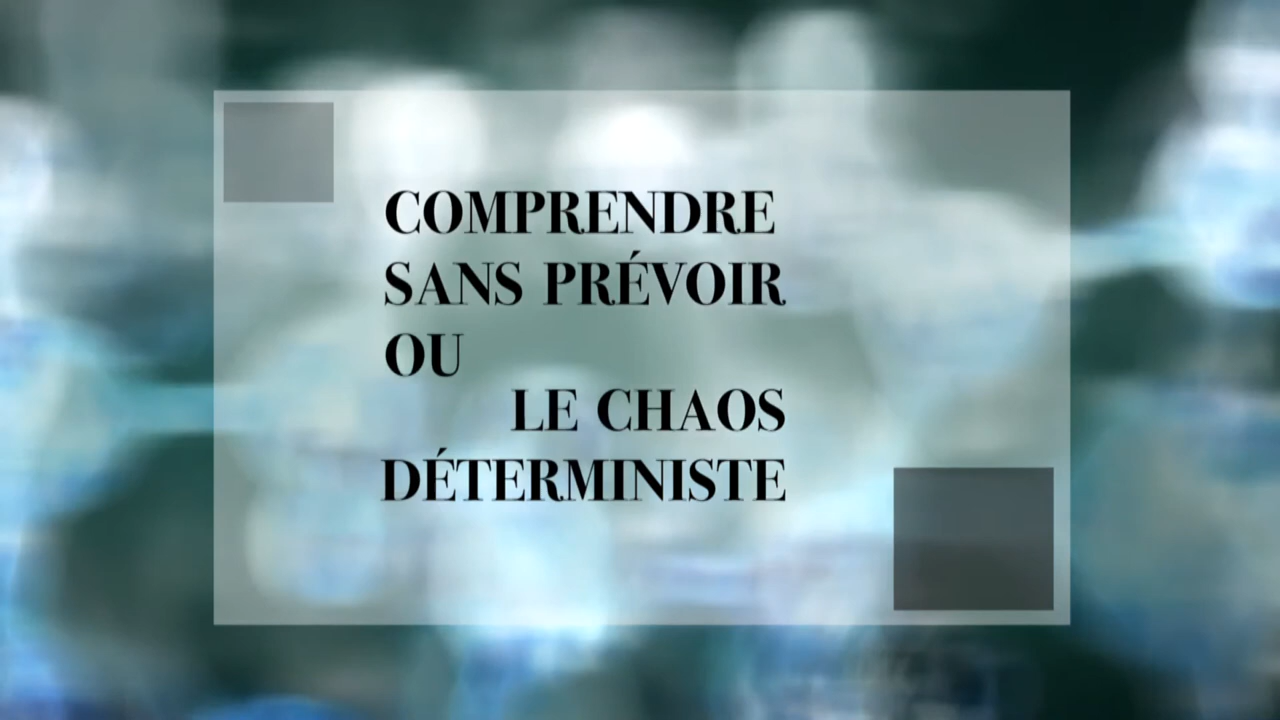 COMPRENDRE
SANS PRÉVOIR
OU
LE CHAOS
DÉTERMINISTE